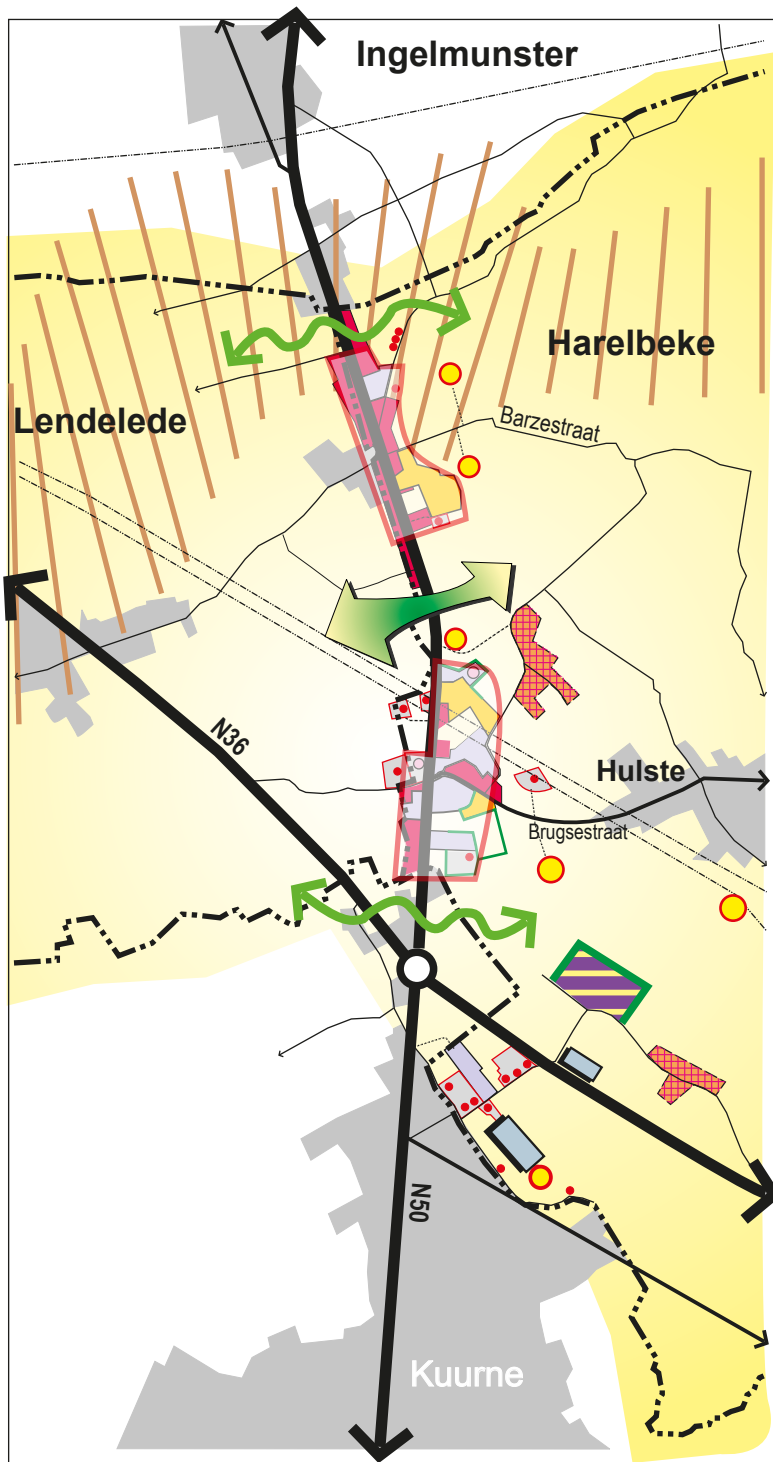 Ingelmunster
Harelbeke
Lendelede
Barzestraat
N36
Hulste
Brugsestraat
N50
Kuurne